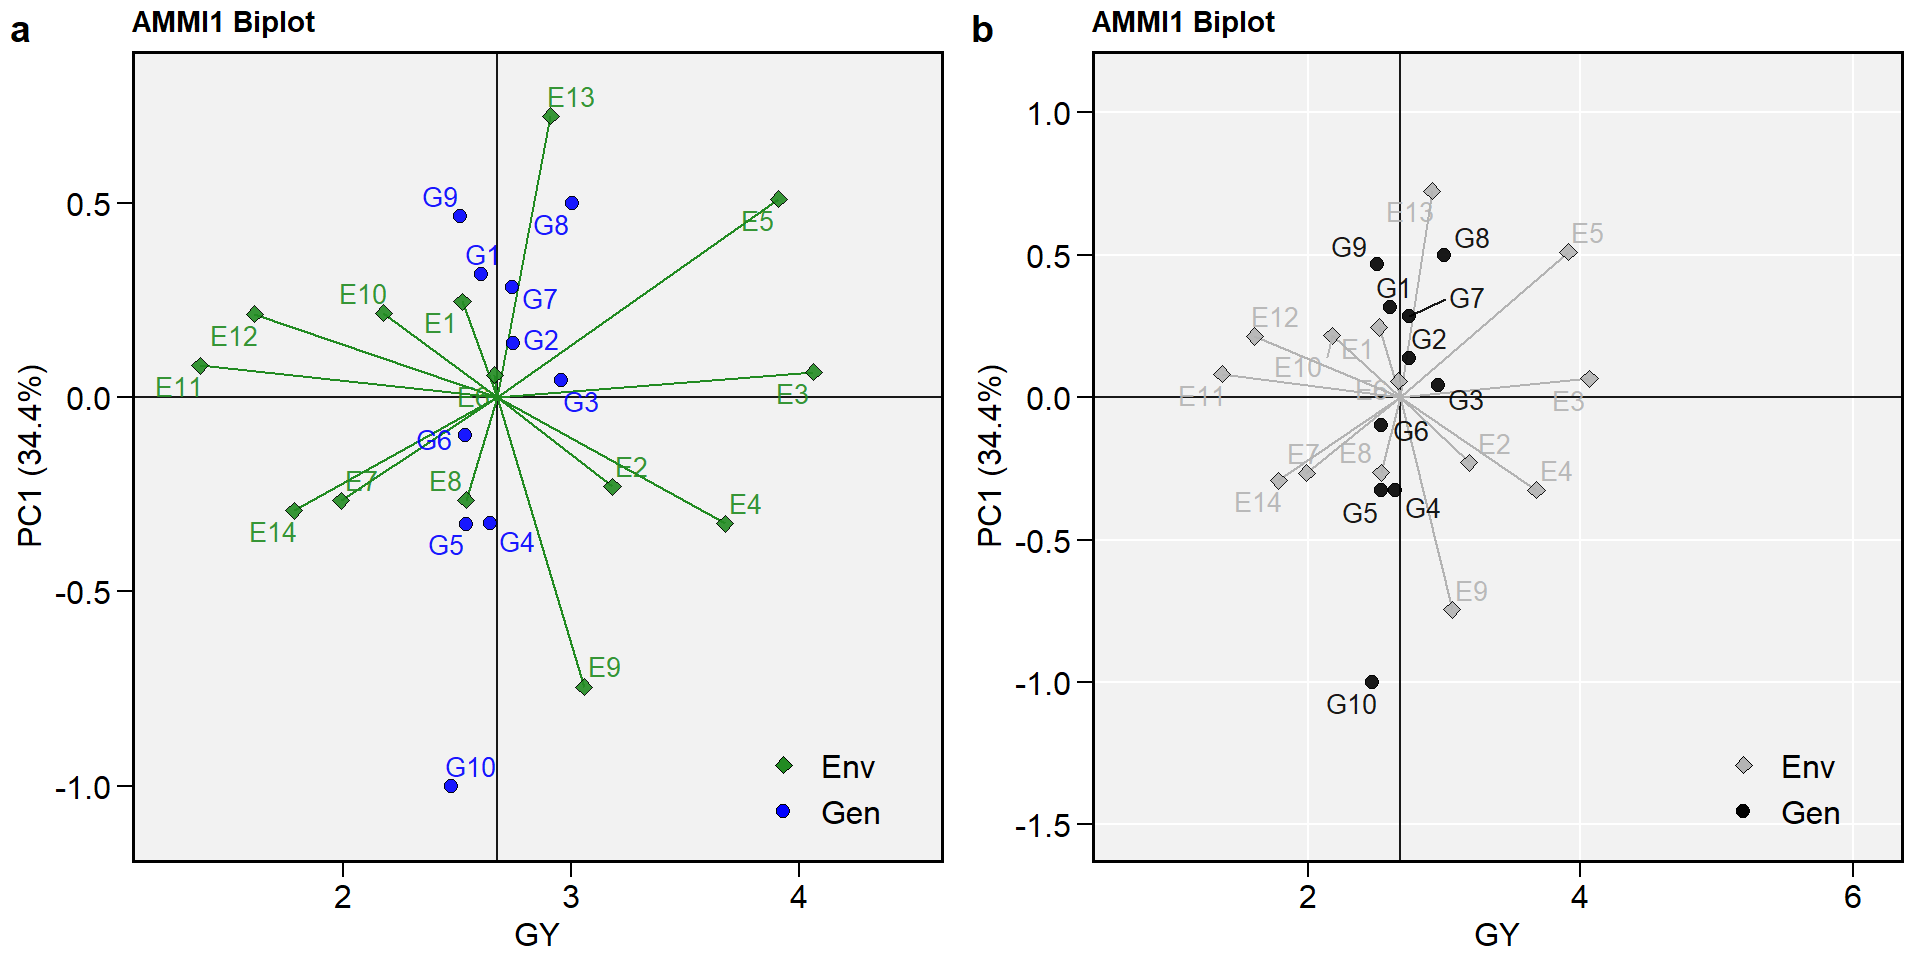 a
AMMI1 Biplot
E13
G9
G8
E5
G1
E10
G7
E1
E12
G2
E11
E6
G3
E3
G6
E7
E8
E2
E14
G5
G4
E4
E9
G10
Env
Gen
0.5
0.0
-0.5
-1.0
2
3
4
GY
PC1 (34.4%)
b
AMMI1 Biplot
E13
G9
G8
E5
G1
G7
E12
G2
E1
E10
E6
E11
G3
E3
G6
E7
E8
E2
E14
G5
G4
E4
E9
G10
Env
Gen
1.0
0.5
0.0
-0.5
-1.0
-1.5
2
4
6
GY
PC1 (34.4%)